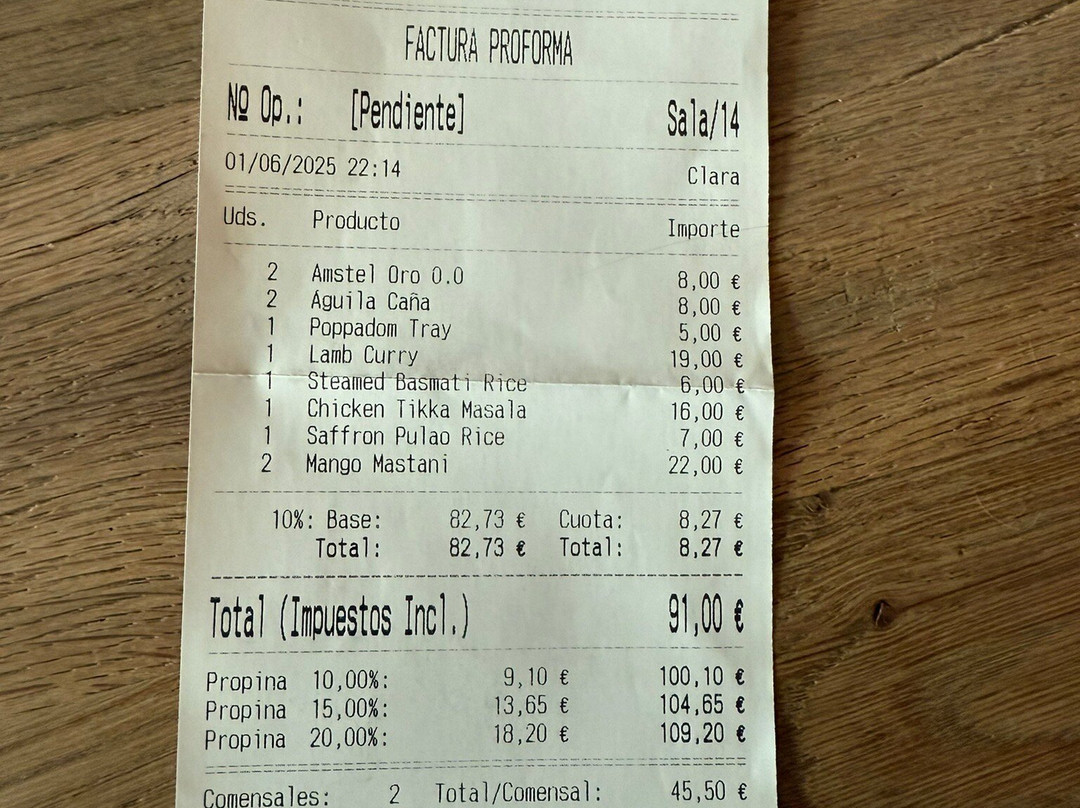 FACTURA PROFORMA
Nº Op.: [Pendiente] Sala/14
01/06/2025 22:14 Clara
Uds. Producto Importe
2 Amstel Oro 0.0 8,00 €
2 Águila Caña 8,00 €
1 Poppadom Tray 5,00 €
1 Lamb Curry 19,00 €
1 Steamed Basmati Rice 6,00 €
1 Chicken Tikka Masala 16,00 €
1 Saffron Pulao Rice 7,00 €
2 Mango Mastani 22,00 €
10%: Base: 82,73 € Cuota: 8,27 €
Total: 82,73 € Total: 8,27 €
Total (Impuestos Incl.) 91,00 €
Propina 10,00%: 9,10 € 100,10 €
Propina 15,00%: 13,65 € 104,65 €
Propina 20,00%: 18,20 € 109,20 €
Comensales: 2 Total/Comensal: 45,50 €